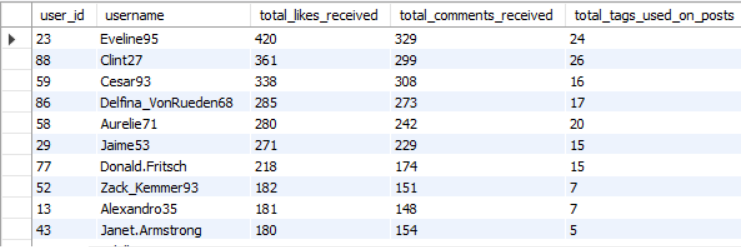 user_id username total_likes_received total_comments_received total_tags_used_on_posts
23 Eveline95 420 329 24
88 Clint27 361 299 26
59 Cesar93 338 308 16
86 Delfina_VonRueden68 285 273 17
58 Aurelie71 280 242 20
29 Jaime53 271 229 15
77 Donald.Fritsch 218 174 15
52 Zack_Kemmer93 182 151 7
13 Alexandro35 181 148 7
43 Janet.Armstrong 180 154 5